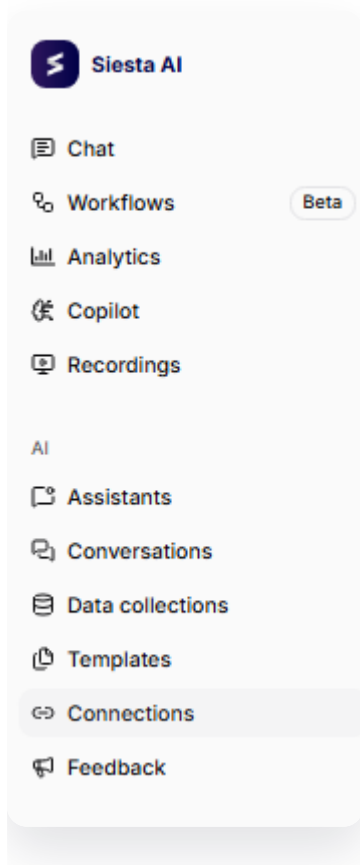 Siesta AI
Chat
Workflows Beta
Analytics
Copilot
Recordings
AI
Assistants
Conversations
Data collections
Templates
Connections
Feedback